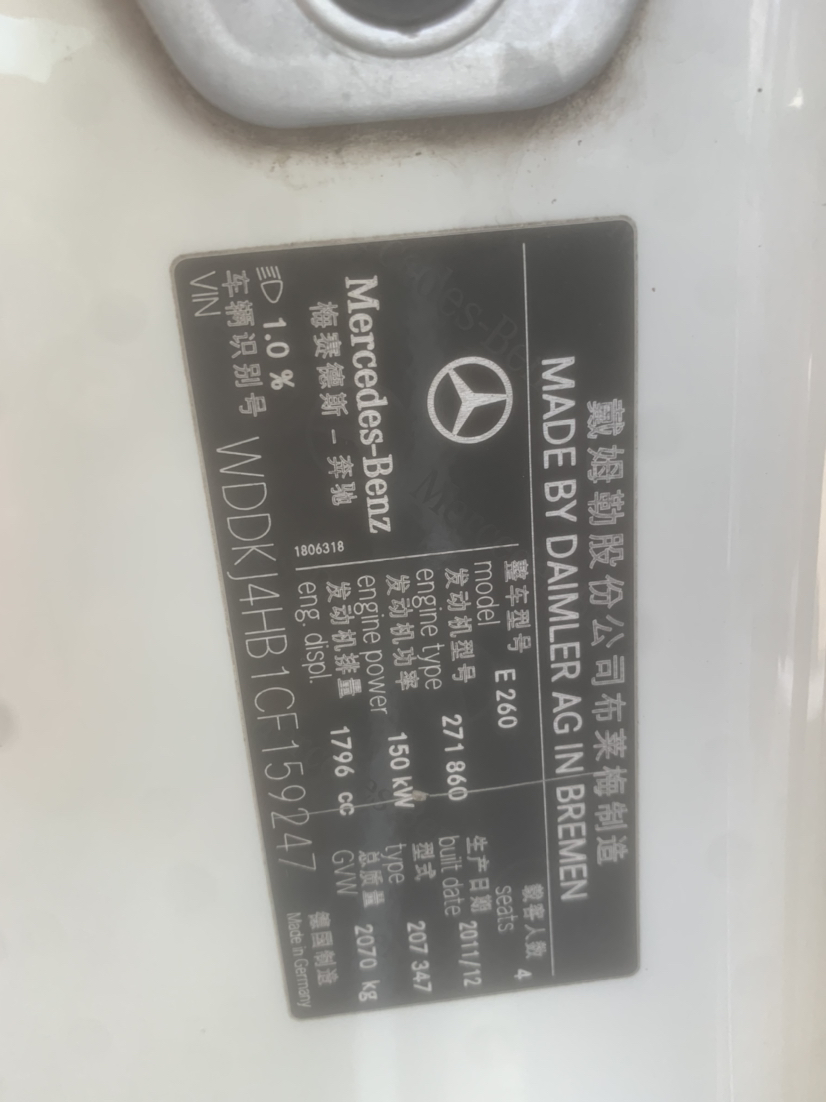 戴姆勒股份公司布莱梅制造
MADE BY DAIMLER AG IN BREMEN
Mercedes-Benz
梅赛德斯－奔驰
1806318
整车型号 E 260
model
发动机型号 271 860
engine type
发动机功率 150 kW
engine power
发动机排量 1796 cc
eng. displ.
载客人数 4
seats
生产日期 2011/12
built date
型式 207 347
type
总质量 2070 kg
GVW
德国制造
Made in Germany
1.0 %
车辆识别号 WDDKJ4HB1CF159247
VIN